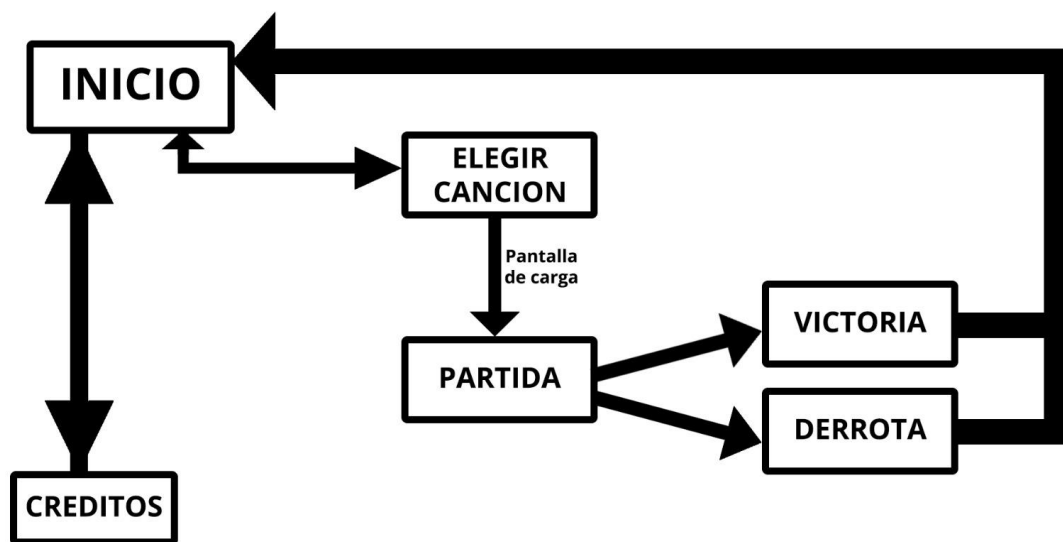 INICIO
ELEGIR
CANCION
Pantalla
de carga
PARTIDA
VICTORIA
DERROTA
CREDITOS